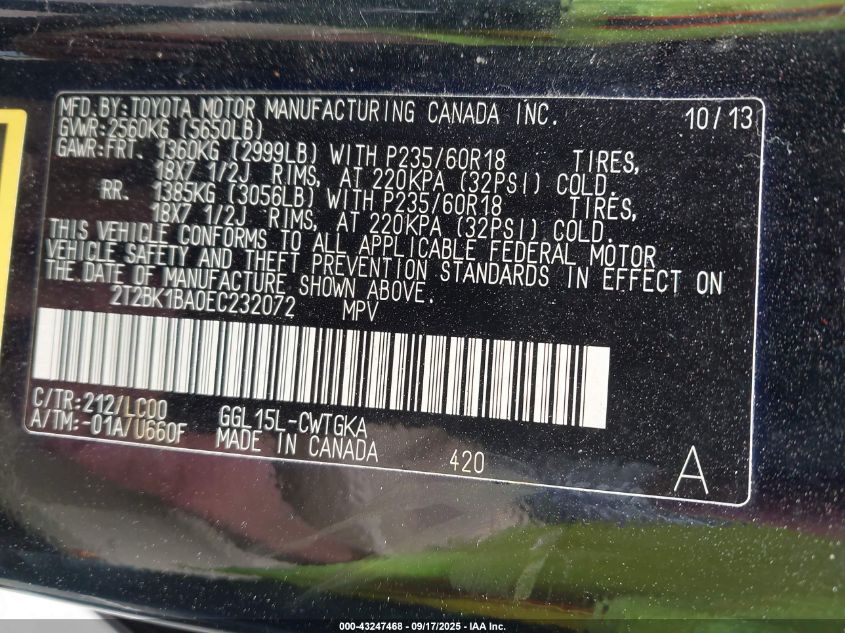 MFD.BY:TOYOTA MOTOR MANUFACTURING CANADA INC. 10/13
GVWR:2560KG (5650LB)
GAWR:FRT. 1360KG (2999LB) WITH P235/60R18 TIRES,
18X7 1/2J RIMS, AT 220KPA (32PSI) COLD.
RR. 1385KG (3056LB) WITH P235/60R18 TIRES,
18X7 1/2J RIMS, AT 220KPA (32PSI) COLD.
THIS VEHICLE CONFORMS TO ALL APPLICABLE FEDERAL MOTOR
VEHICLE SAFETY AND THEFT PREVENTION STANDARDS IN EFFECT ON
THE DATE OF MANUFACTURE SHOWN ABOVE.
2T2BK1BA0EC232072 MPV
C/TR:212/LC00 GGL15L-CWTGKA
A/TM:-01A/U660F MADE IN CANADA 420 A
000-43247468 - 09/17/2025 - IAA Inc.